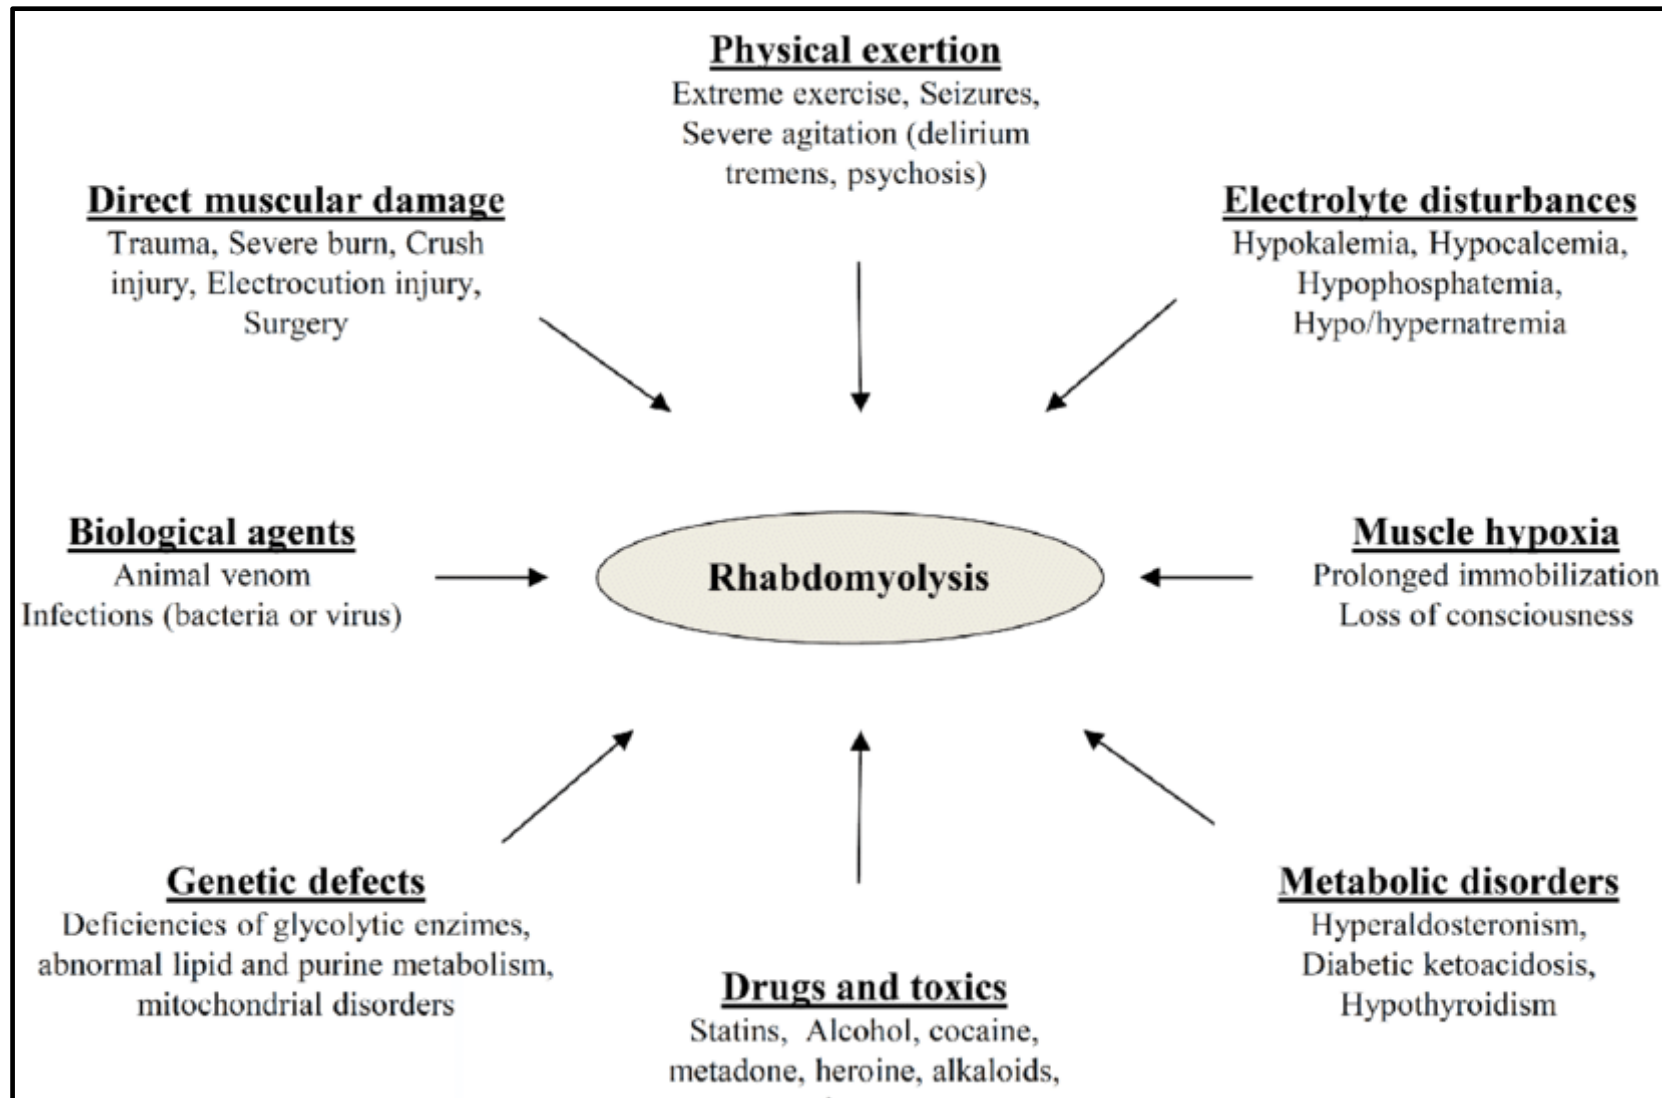 Physical exertion
Extreme exercise, Seizures,
Severe agitation (delirium
tremens, psychosis)
Direct muscular damage
Trauma, Severe burn, Crush
injury, Electrocution injury,
Surgery
Electrolyte disturbances
Hypokalemia, Hypocalcemia,
Hypophosphatemia,
Hypo/hypernatremia
Biological agents
Animal venom
Infections (bacteria or virus)
Rhabdomyolysis
Muscle hypoxia
Prolonged immobilization
Loss of consciousness
Genetic defects
Deficiencies of glycolytic enzimes,
abnormal lipid and purine metabolism,
mitochondrial disorders
Drugs and toxics
Statins, Alcohol, cocaine,
metadone, heroine, alkaloids,
Metabolic disorders
Hyperaldosteronism,
Diabetic ketoacidosis,
Hypothyroidism